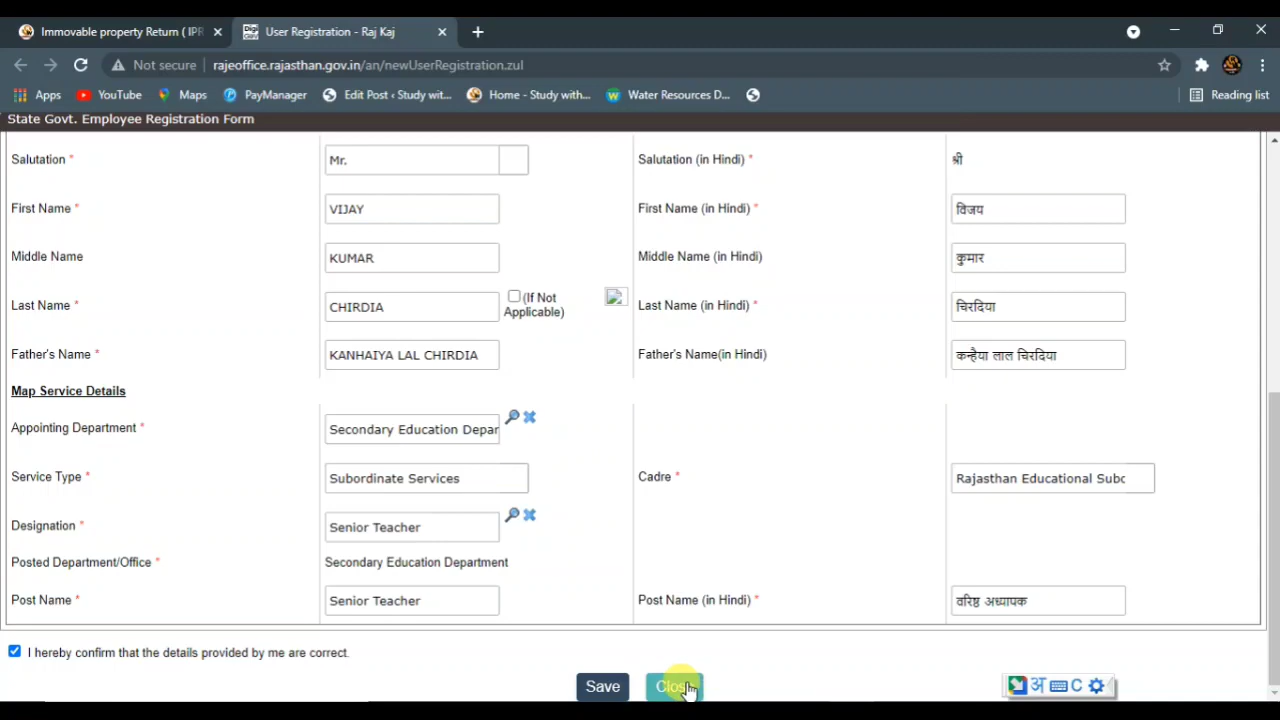 Immovable property Return ( IPR
User Registration - Raj Kaj
Not secure
rajeoffice.rajasthan.gov.in/an/newUserRegistration.zul
Apps
YouTube
Maps
PayManager
Edit Post ‹ Study wit...
Home - Study with...
Water Resources D...
Reading list
State Govt. Employee Registration Form
Salutation *
Mr.
Salutation (in Hindi) *
श्री
First Name *
VIJAY
First Name (in Hindi) *
विजय
Middle Name
KUMAR
Middle Name (in Hindi)
कुमार
Last Name *
CHIRDIA
(If Not
Applicable)
Last Name (in Hindi) *
चिरदिया
Father's Name *
KANHAIYA LAL CHIRDIA
Father's Name(in Hindi)
कन्हैया लाल चिरदिया
Map Service Details
Appointing Department *
Secondary Education Depar
Service Type *
Subordinate Services
Cadre *
Rajasthan Educational Subc
Designation *
Senior Teacher
Posted Department/Office *
Secondary Education Department
Post Name *
Senior Teacher
Post Name (in Hindi) *
वरिष्ठ अध्यापक
I hereby confirm that the details provided by me are correct.
Save
Close
अ
C